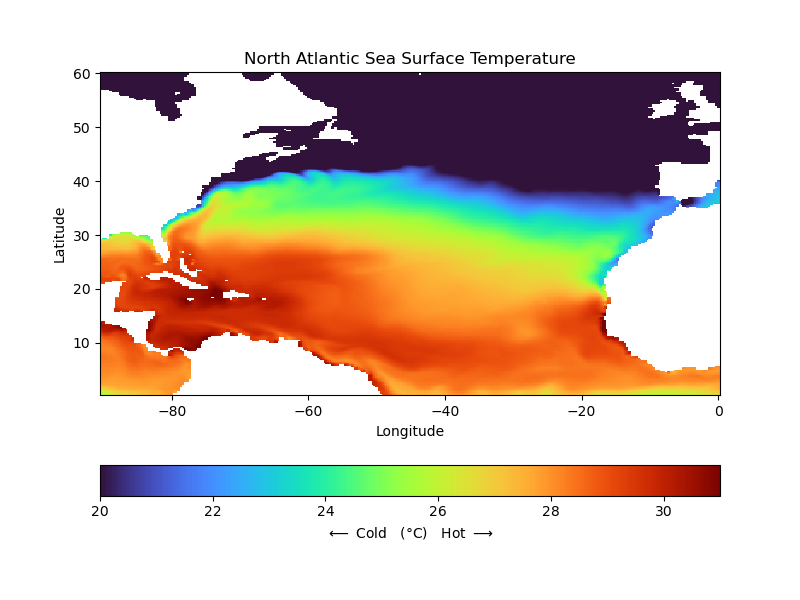 North Atlantic Sea Surface Temperature
60
50
40
30
20
10
Latitude
−80 −60 −40 −20 0
Longitude
20 22 24 26 28 30
⟵ Cold (°C) Hot ⟶